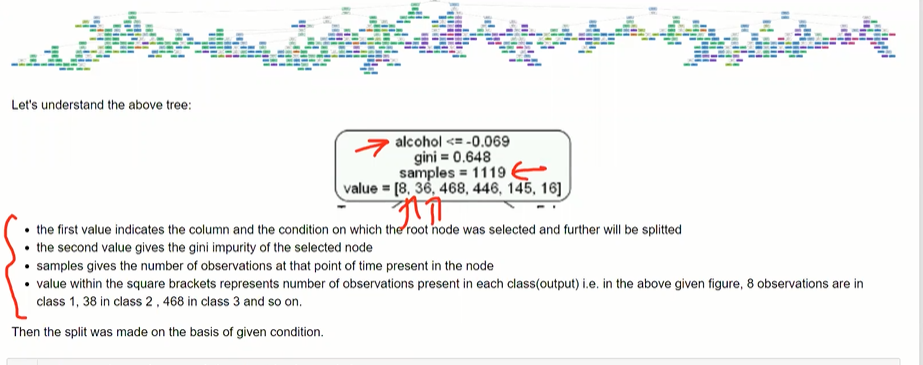 Let's understand the above tree:
alcohol <= -0.069
gini = 0.648
samples = 1119
value = [8, 36, 468, 446, 145, 16]
• the first value indicates the column and the condition on which the root node was selected and further will be splitted
• the second value gives the gini impurity of the selected node
• samples gives the number of observations at that point of time present in the node
• value within the square brackets represents number of observations present in each class(output) i.e. in the above given figure, 8 observations are in
class 1, 38 in class 2 , 468 in class 3 and so on.
Then the split was made on the basis of given condition.